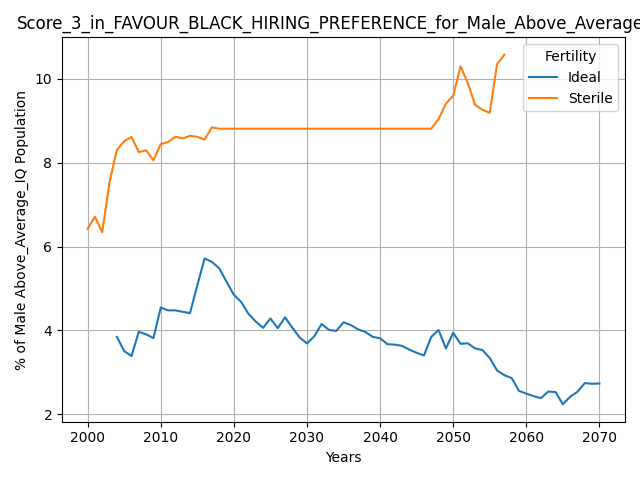 Score_3_in_FAVOUR_BLACK_HIRING_PREFERENCE_for_Male_Above_Average
Fertility
Ideal
Sterile
% of Male Above_Average_IQ Population
10
8
6
4
2
2000 2010 2020 2030 2040 2050 2060 2070
Years